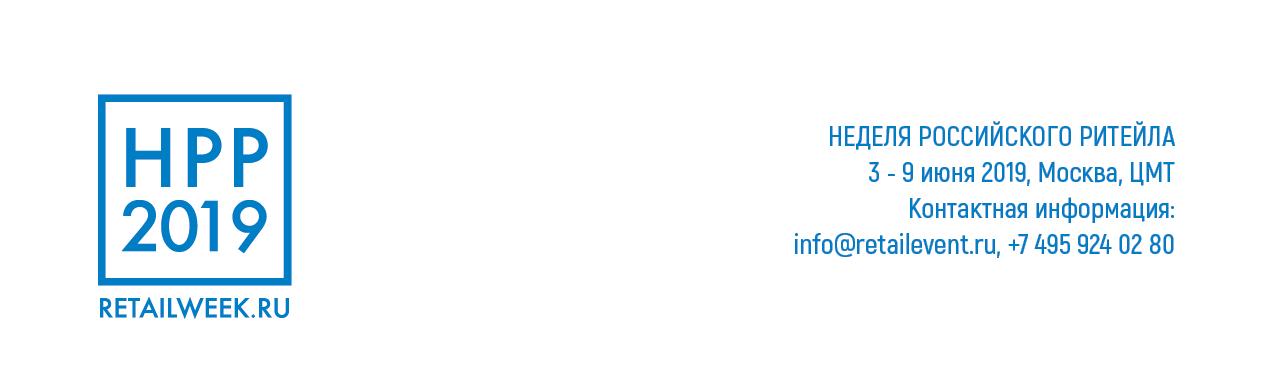 НРР
2019
RETAILWEEK.RU
НЕДЕЛЯ РОССИЙСКОГО РИТЕЙЛА
3 - 9 июня 2019, Москва, ЦМТ
Контактная информация:
info@retailevent.ru, +7 495 924 02 80